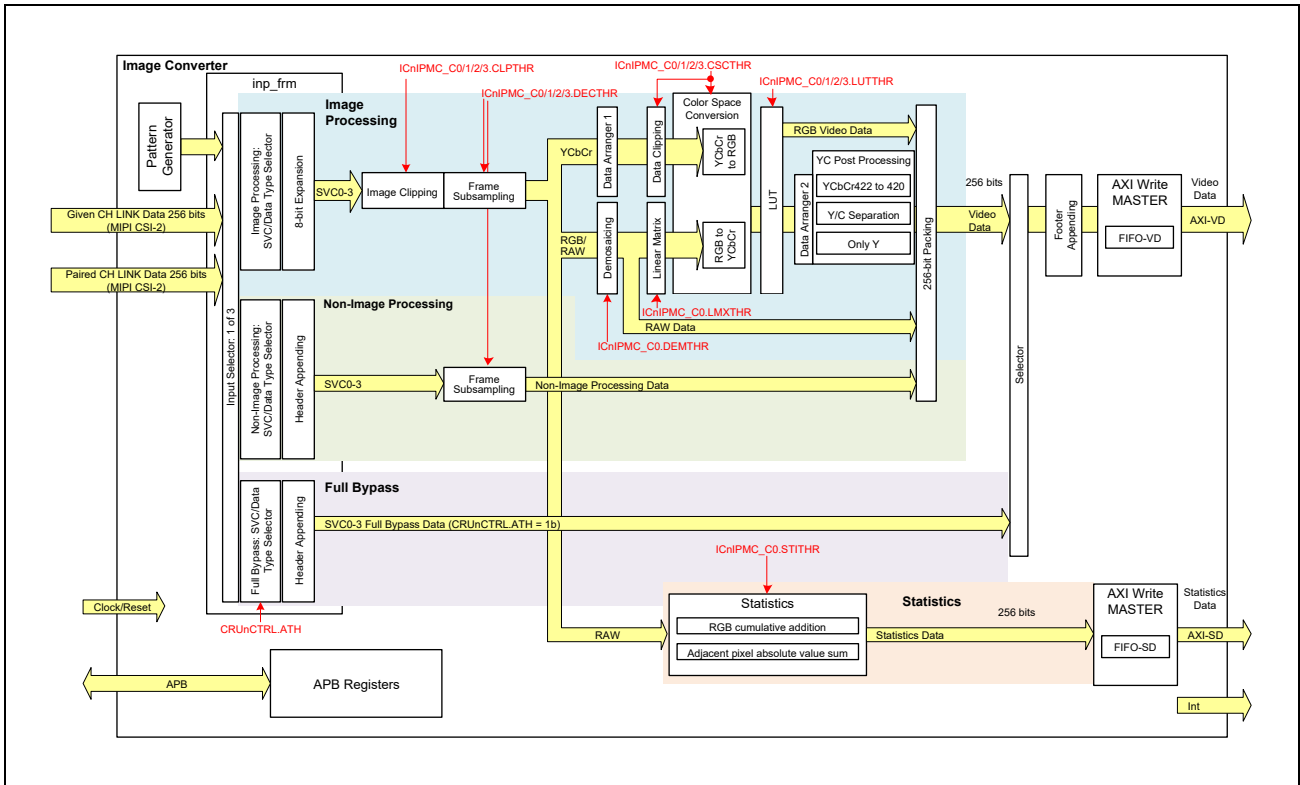 Image Converter
inp_frm
ICnIPMC_C0/1/2/3.CLPTHR
ICnIPMC_C0/1/2/3.DECTHR
ICnIPMC_C0/1/2/3.CSCTHR
ICnIPMC_C0/1/2/3.LUTTHR
Image
Processing
Pattern
Generator
Given CH LINK Data 256 bits
(MIPI CSI-2)
Paired CH LINK Data 256 bits
(MIPI CSI-2)
Input Selector: 1 of 3
Image Processing:
SVC/Data Type Selector
8-bit Expansion
SVC0-3
Image Clipping
Frame
Subsampling
YCbCr
RGB/
RAW
Data Arranger 1
Data Clipping
Color Space
Conversion
YCbCr
to RGB
Demosaicing
Linear Matrix
RGB to
YCbCr
LUT
RGB Video Data
Data Arranger 2
YC Post Processing
YCbCr422 to 420
Y/C Separation
Only Y
256-bit Packing
256 bits
Video
Data
Selector
Footer
Appending
AXI Write
MASTER
FIFO-VD
Video
Data
AXI-VD
ICnIPMC_C0.LMXTHR
RAW Data
ICnIPMC_C0.DEMTHR
Non-Image Processing
Non-Image Processing:
SVC/Data Type Selector
Header Appending
SVC0-3
Frame
Subsampling
Non-Image Processing Data
Full Bypass
Full Bypass: SVC/Data
Type Selector
Header Appending
SVC0-3 Full Bypass Data (CRUnCTRL.ATH = 1b)
CRUnCTRL.ATH
Clock/Reset
ICnIPMC_C0.STITHR
RAW
Statistics
RGB cumulative addition
Adjacent pixel absolute value sum
Statistics
256 bits
Statistics Data
AXI Write
MASTER
FIFO-SD
Statistics
Data
AXI-SD
APB
APB Registers
Int